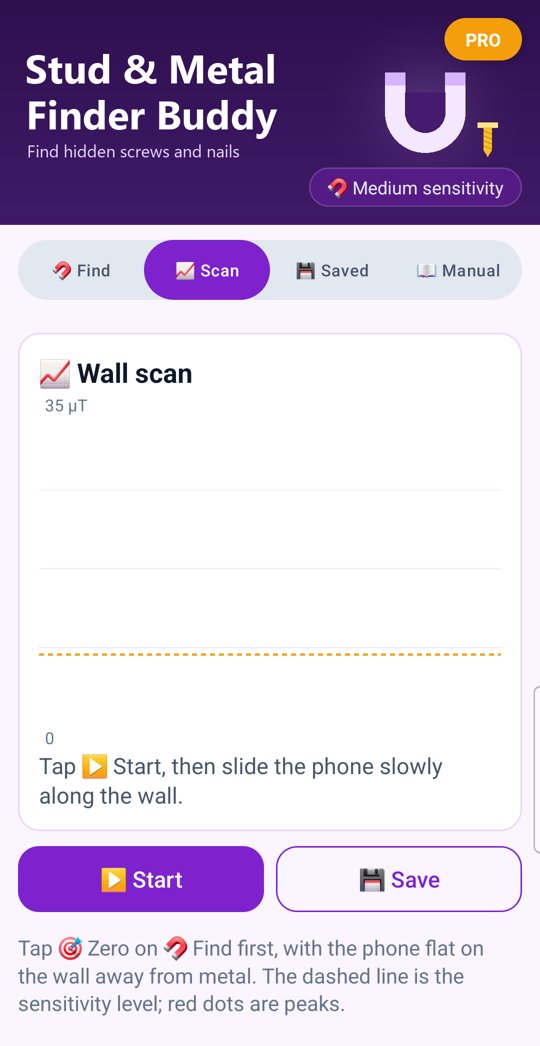 PRO
Stud & Metal
Finder Buddy
Find hidden screws and nails
🧲 Medium sensitivity
🧲 Find
📈 Scan
💾 Saved
📖 Manual
📈 Wall scan
35 µT
0
Tap ▶️ Start, then slide the phone slowly
along the wall.
▶️ Start
💾 Save
Tap 🎯 Zero on 🧲 Find first, with the phone flat on
the wall away from metal. The dashed line is the
sensitivity level; red dots are peaks.